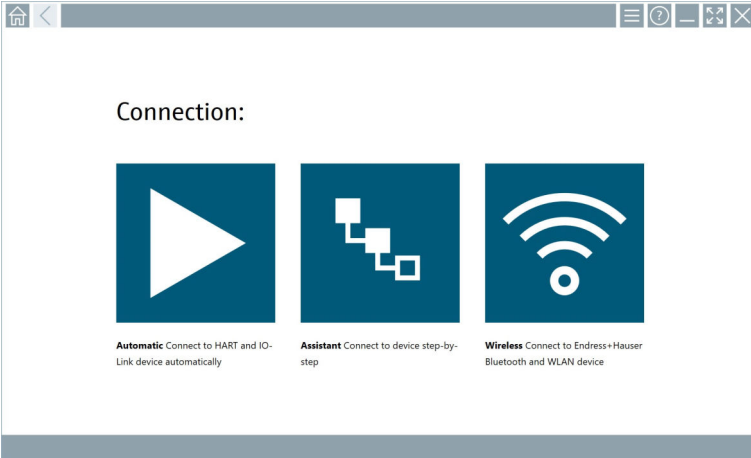 Connection:
Automatic Connect to HART and IO-
Link device automatically
Assistant Connect to device step-by-
step
Wireless Connect to Endress+Hauser
Bluetooth and WLAN device